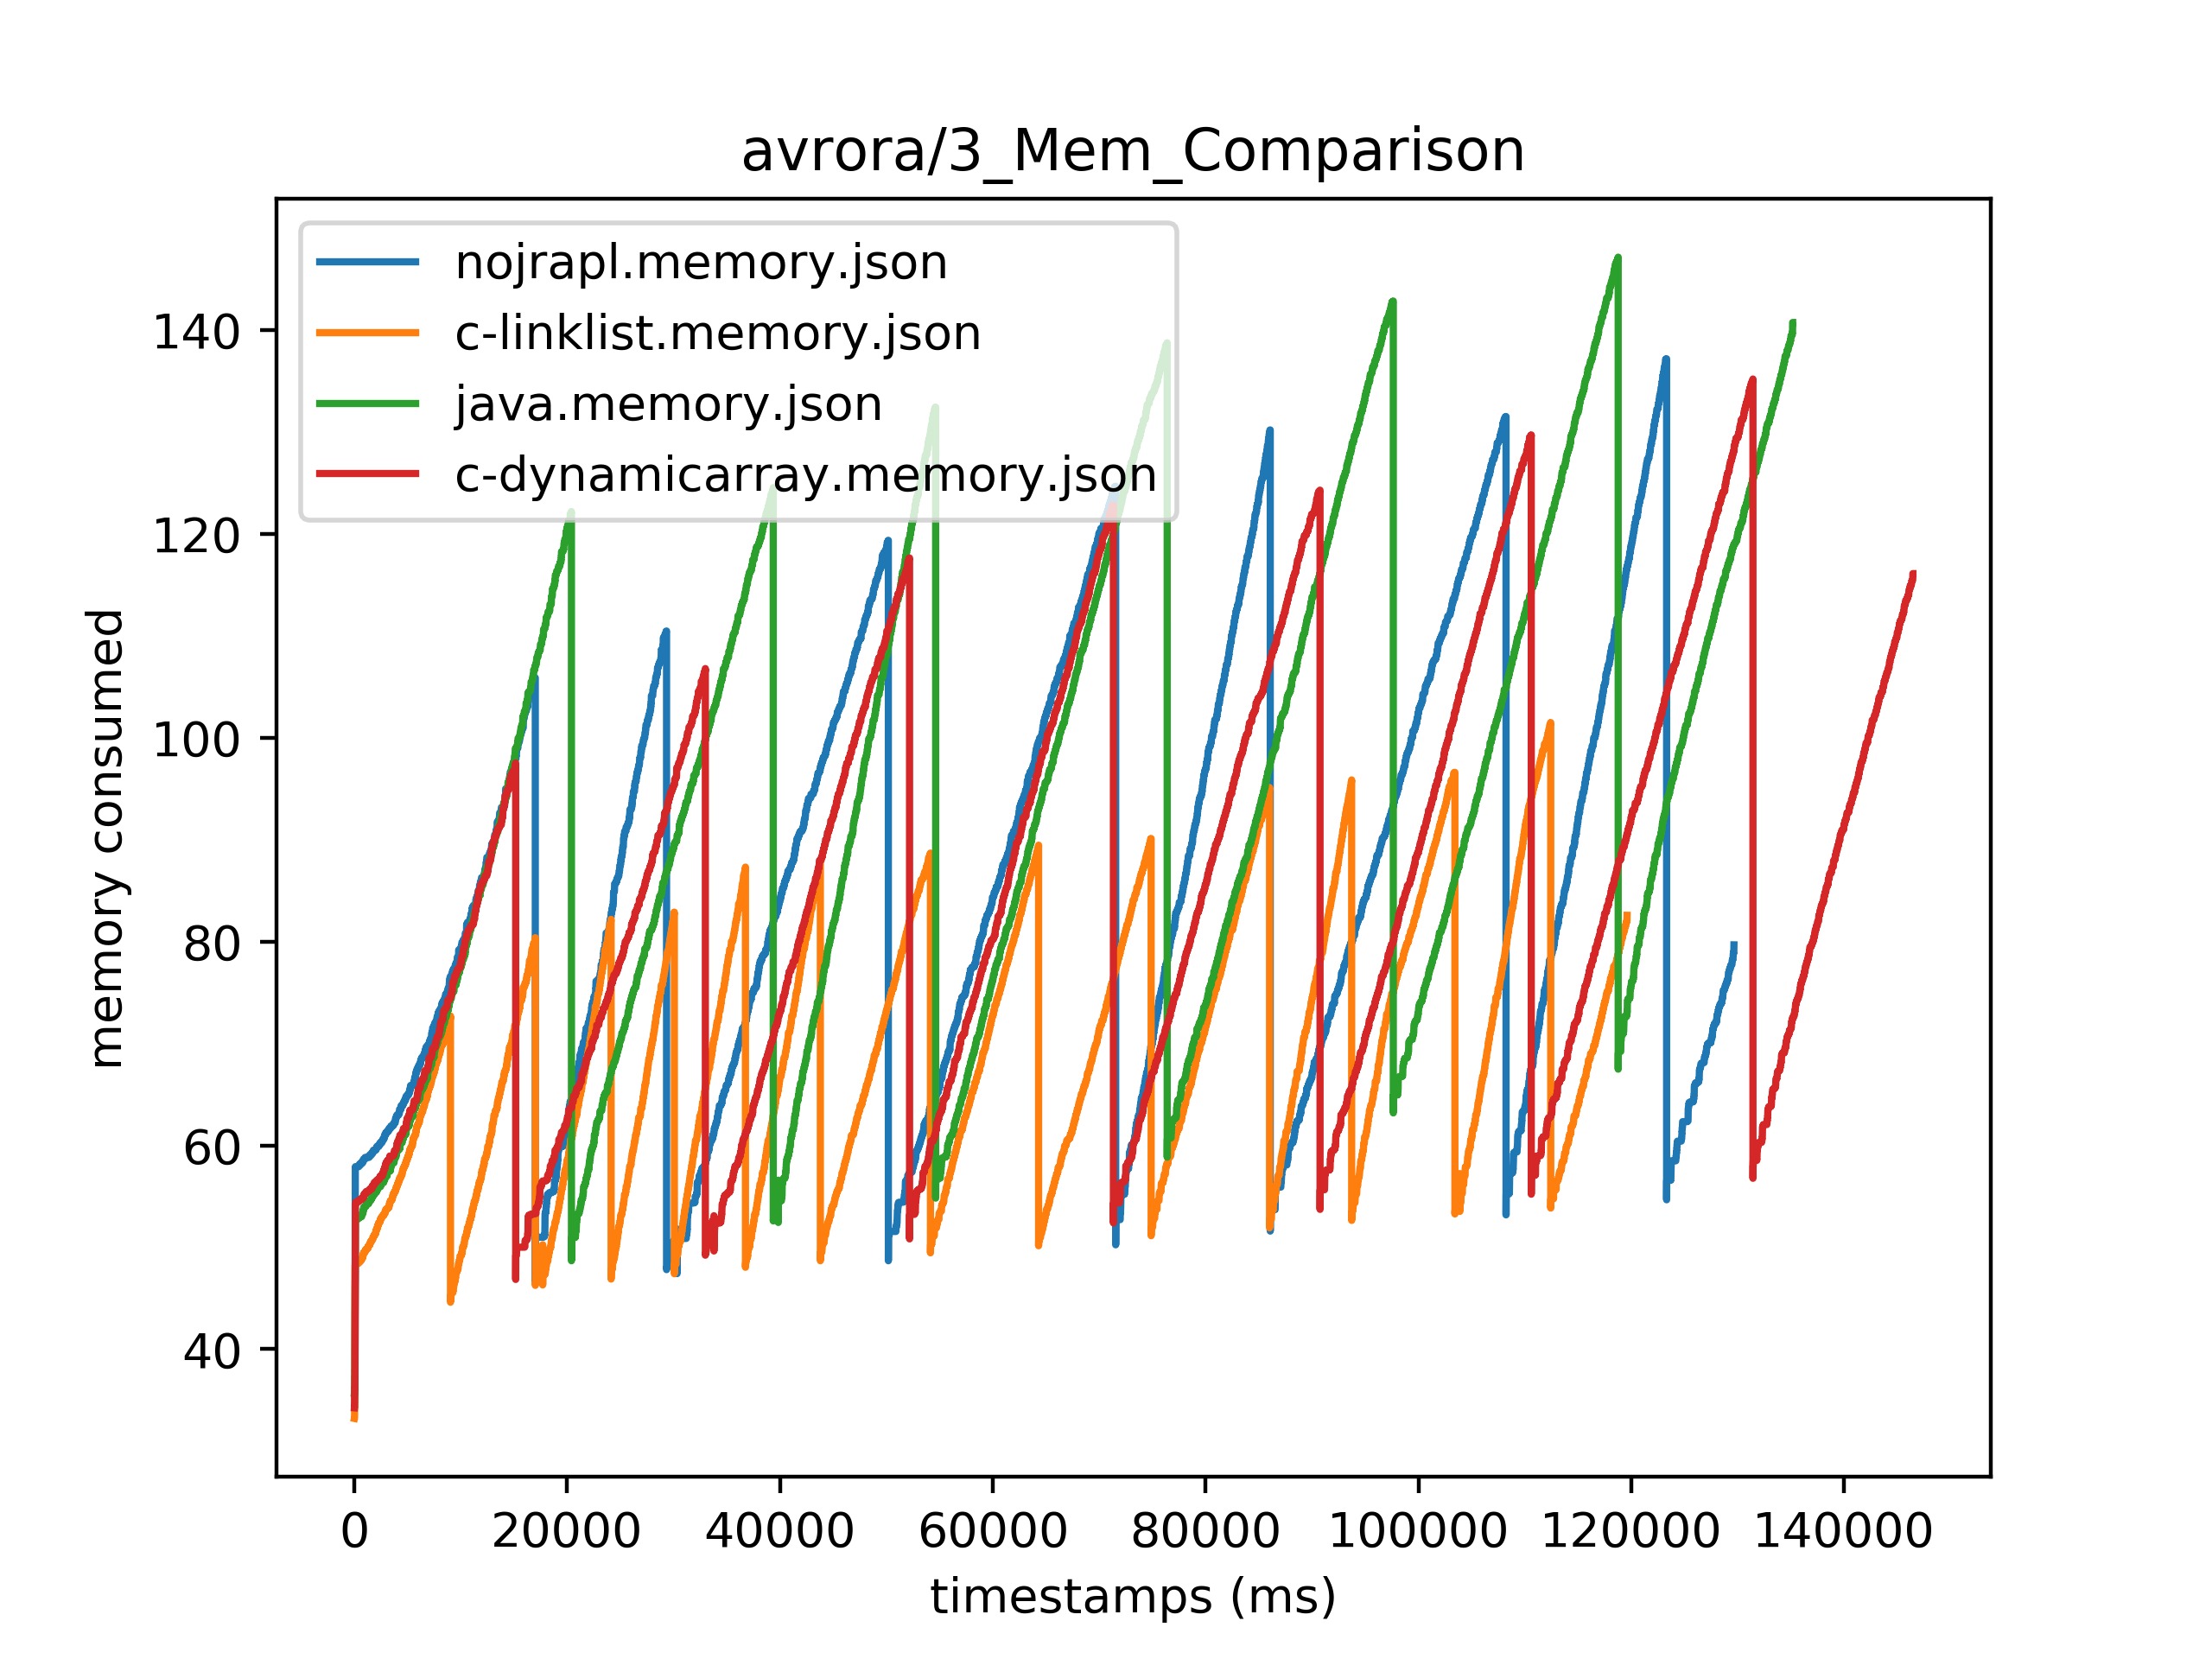 avrora/3_Mem_Comparison
nojrapl.memory.json
c-linklist.memory.json
java.memory.json
c-dynamicarray.memory.json
memory consumed
140
120
100
80
60
40
0 20000 40000 60000 80000 100000 120000 140000
timestamps (ms)